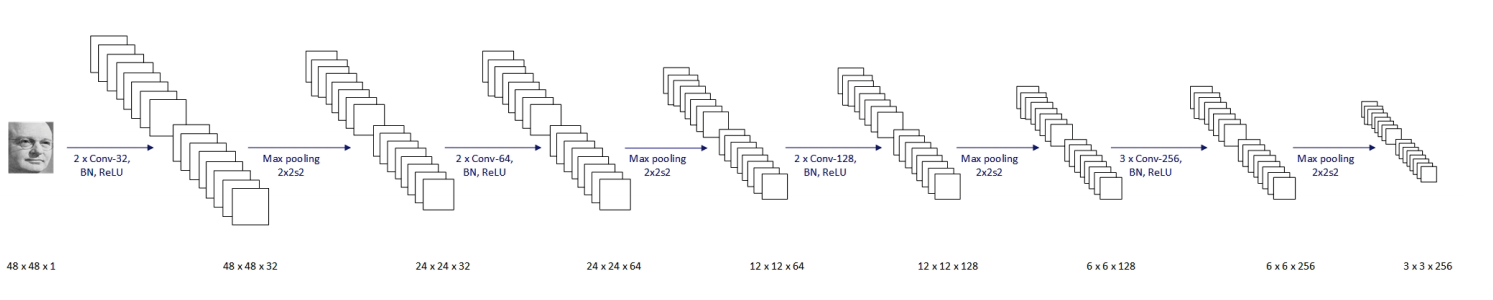 2 x Conv-32,
BN, ReLU
Max pooling
2x2s2
2 x Conv-64,
BN, ReLU
Max pooling
2x2s2
2 x Conv-128,
BN, ReLU
Max pooling
2x2s2
3 x Conv-256,
BN, ReLU
Max pooling
2x2s2
48 x 48 x 1
48 x 48 x 32
24 x 24 x 32
24 x 24 x 64
12 x 12 x 64
12 x 12 x 128
6 x 6 x 128
6 x 6 x 256
3 x 3 x 256